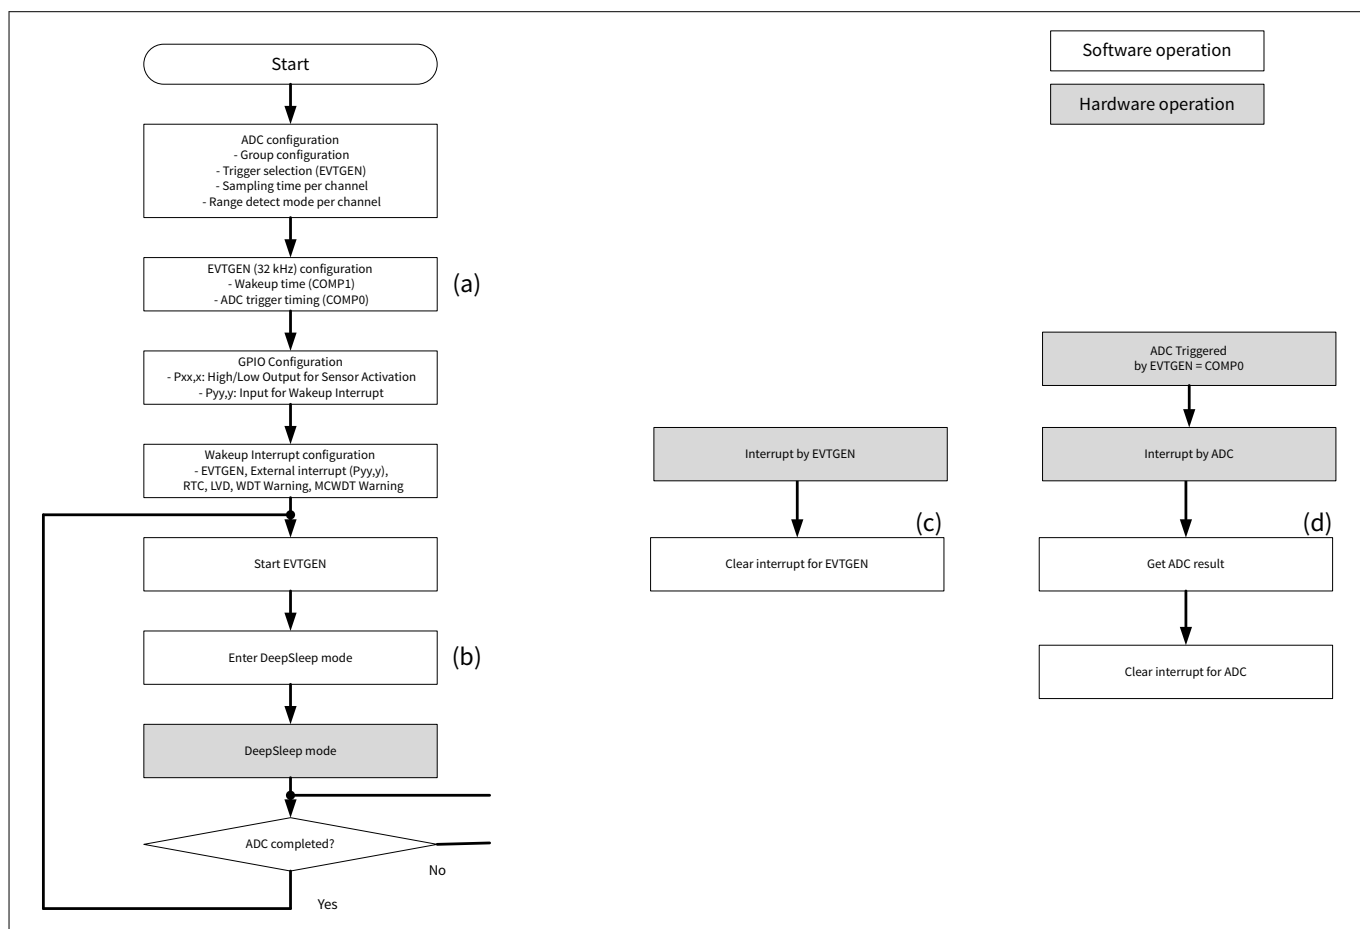 Start
ADC configuration
- Group configuration
- Trigger selection (EVTGEN)
- Sampling time per channel
- Range detect mode per channel
EVTGEN (32 kHz) configuration
- Wakeup time (COMP1)
- ADC trigger timing (COMP0)
(a)
GPIO Configuration
- Pxx,x: High/Low Output for Sensor Activation
- Pyy,y: Input for Wakeup Interrupt
Wakeup Interrupt configuration
- EVTGEN, External interrupt (Pyy,y),
RTC, LVD, WDT Warning, MCWDT Warning
Start EVTGEN
Enter DeepSleep mode
(b)
DeepSleep mode
ADC completed?
No
Yes
Interrupt by EVTGEN
(c)
Clear interrupt for EVTGEN
Software operation
Hardware operation
ADC Triggered
by EVTGEN = COMP0
Interrupt by ADC
(d)
Get ADC result
Clear interrupt for ADC